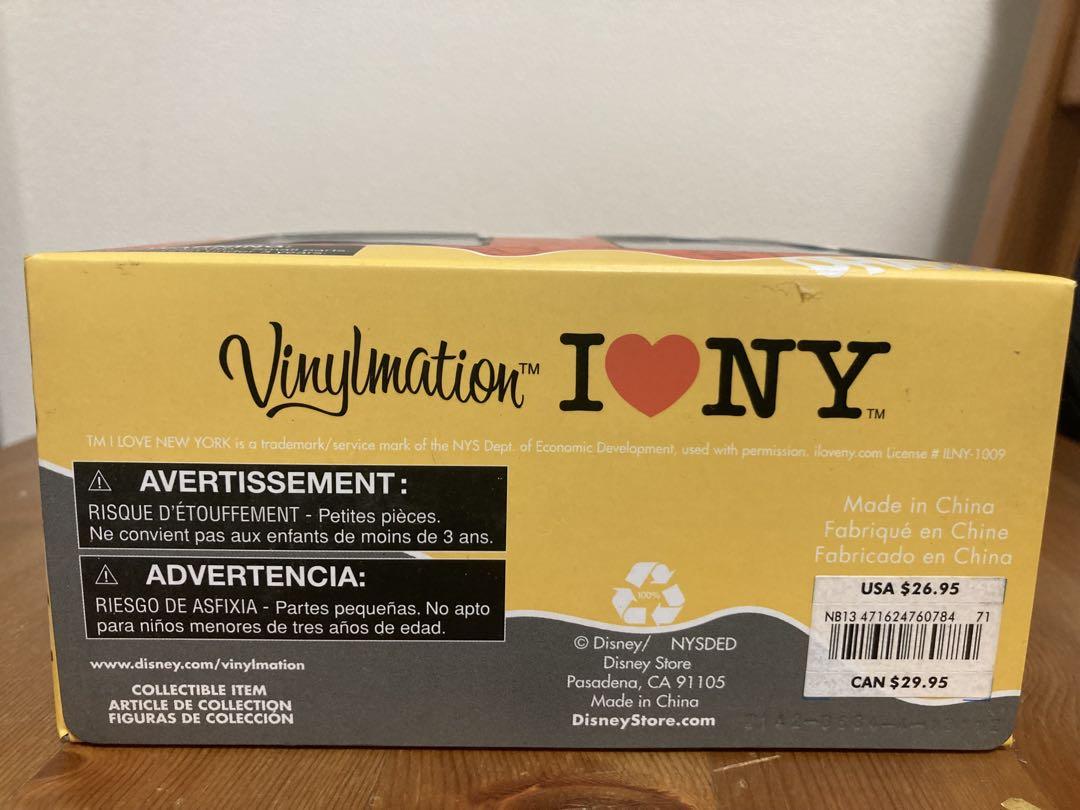 Vinylmation™ I ♥ NY™
TM I LOVE NEW YORK is a trademark/service mark of the NYS Dept. of Economic Development, used with permission. iloveny.com License # ILNY-1009
⚠ AVERTISSEMENT :
RISQUE D'ÉTOUFFEMENT - Petites pièces.
Ne convient pas aux enfants de moins de 3 ans.
⚠ ADVERTENCIA:
RIESGO DE ASFIXIA - Partes pequeñas. No apto
para niños menores de tres años de edad.
www.disney.com/vinylmation
COLLECTIBLE ITEM
ARTICLE DE COLLECTION
FIGURAS DE COLECCIÓN
100%
© Disney/ NYSDED
Disney Store
Pasadena, CA 91105
Made in China
DisneyStore.com
Made in China
Fabriqué en Chine
Fabricado en China
USA $26.95
NB13 471624760784 71
CAN $29.95